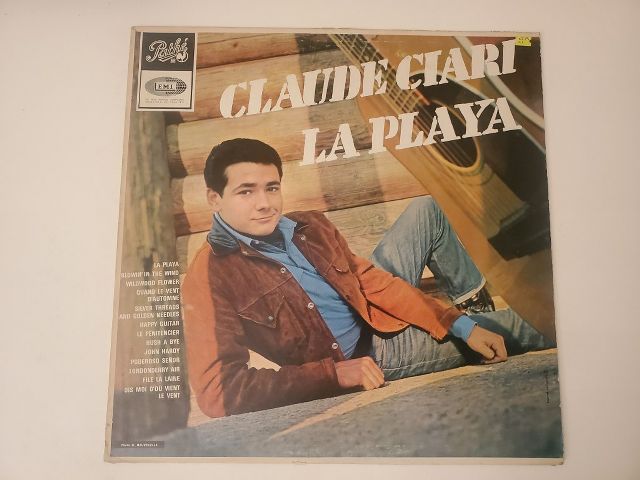 Pathé
EMI
CLAUDE CIARI
LA PLAYA
LA PLAYA
BLOWIN' IN THE WIND
WILDWOOD FLOWER
QUAND LE VENT
D'AUTOMNE
SILVER THREADS
AND GOLDEN NEEDLES
HAPPY GUITAR
LE PENITENCIER
HUSH A BYE
JOHN HARDY
PODEROSO SEÑOR
LONDONDERRY AIR
FILE LA LAINE
DIS MOI D'OU VIENT
LE VENT